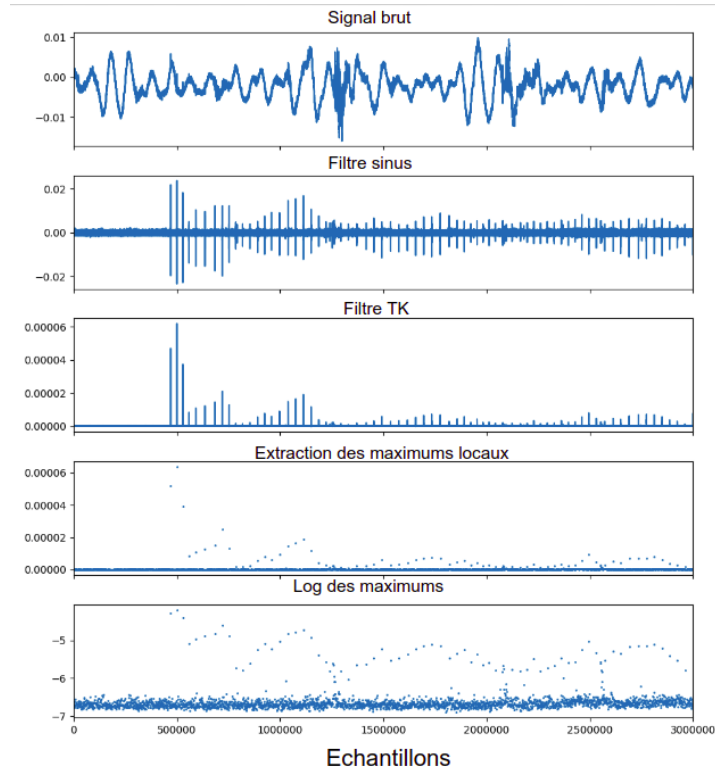 Signal brut
0.01
0.00
−0.01
Filtre sinus
0.02
0.00
−0.02
Filtre TK
0.00006
0.00004
0.00002
0.00000
Extraction des maximums locaux
0.00006
0.00004
0.00002
0.00000
Log des maximums
−5
−6
−7
0 500000 1000000 1500000 2000000 2500000 3000000
Echantillons